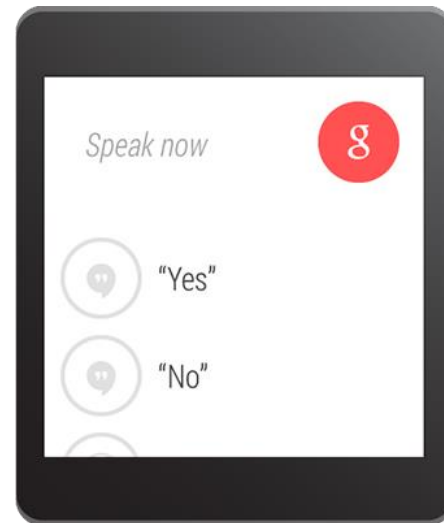 Speak now
g
“Yes”
“No”